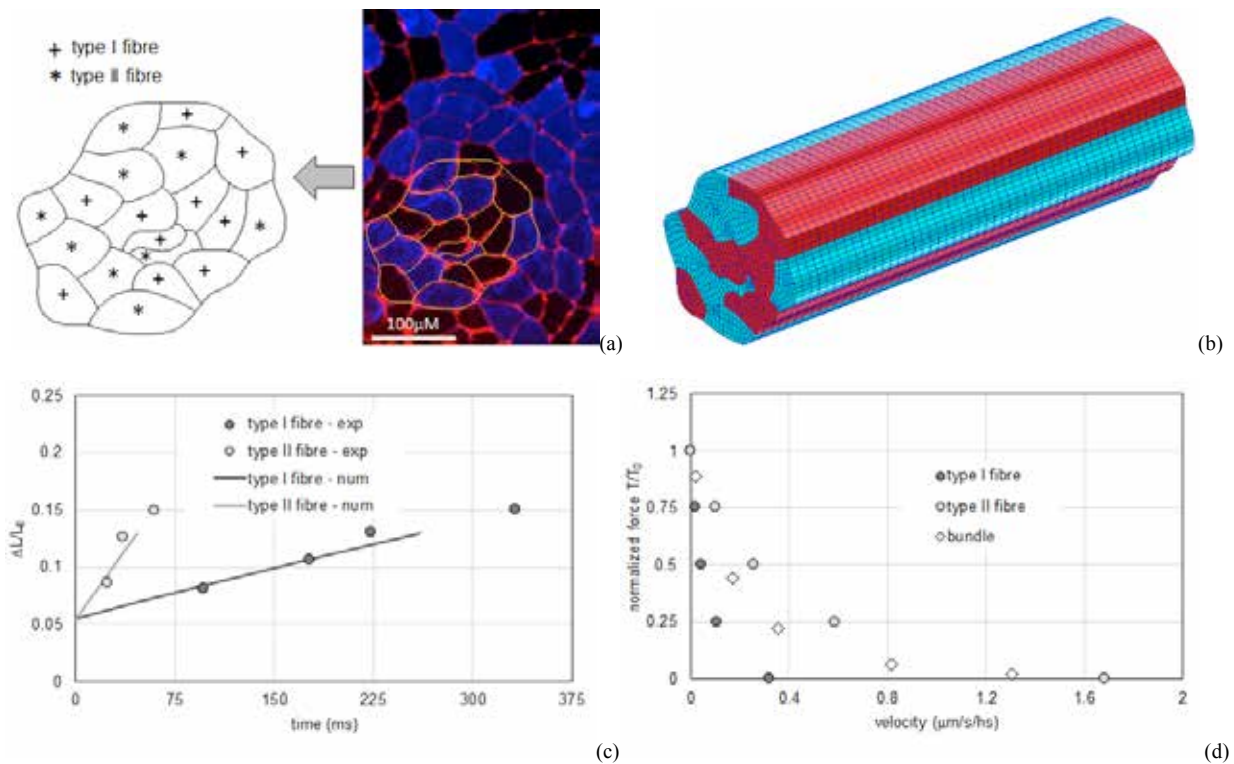 + type I fibre
* type II fibre
100µM
(a)
(b)
0.25
0.2
0.15
0.1
0.05
0
ΔL/L₀
0 75 150 225 300 375
time (ms)
type I fibre - exp
type II fibre - exp
type I fibre - num
type II fibre - num
(c)
1.25
1
0.75
0.5
0.25
0
normalized force T/T₀
0 0.4 0.8 1.2 1.6 2
velocity (µm/s/hs)
type I fibre
type II fibre
bundle
(d)